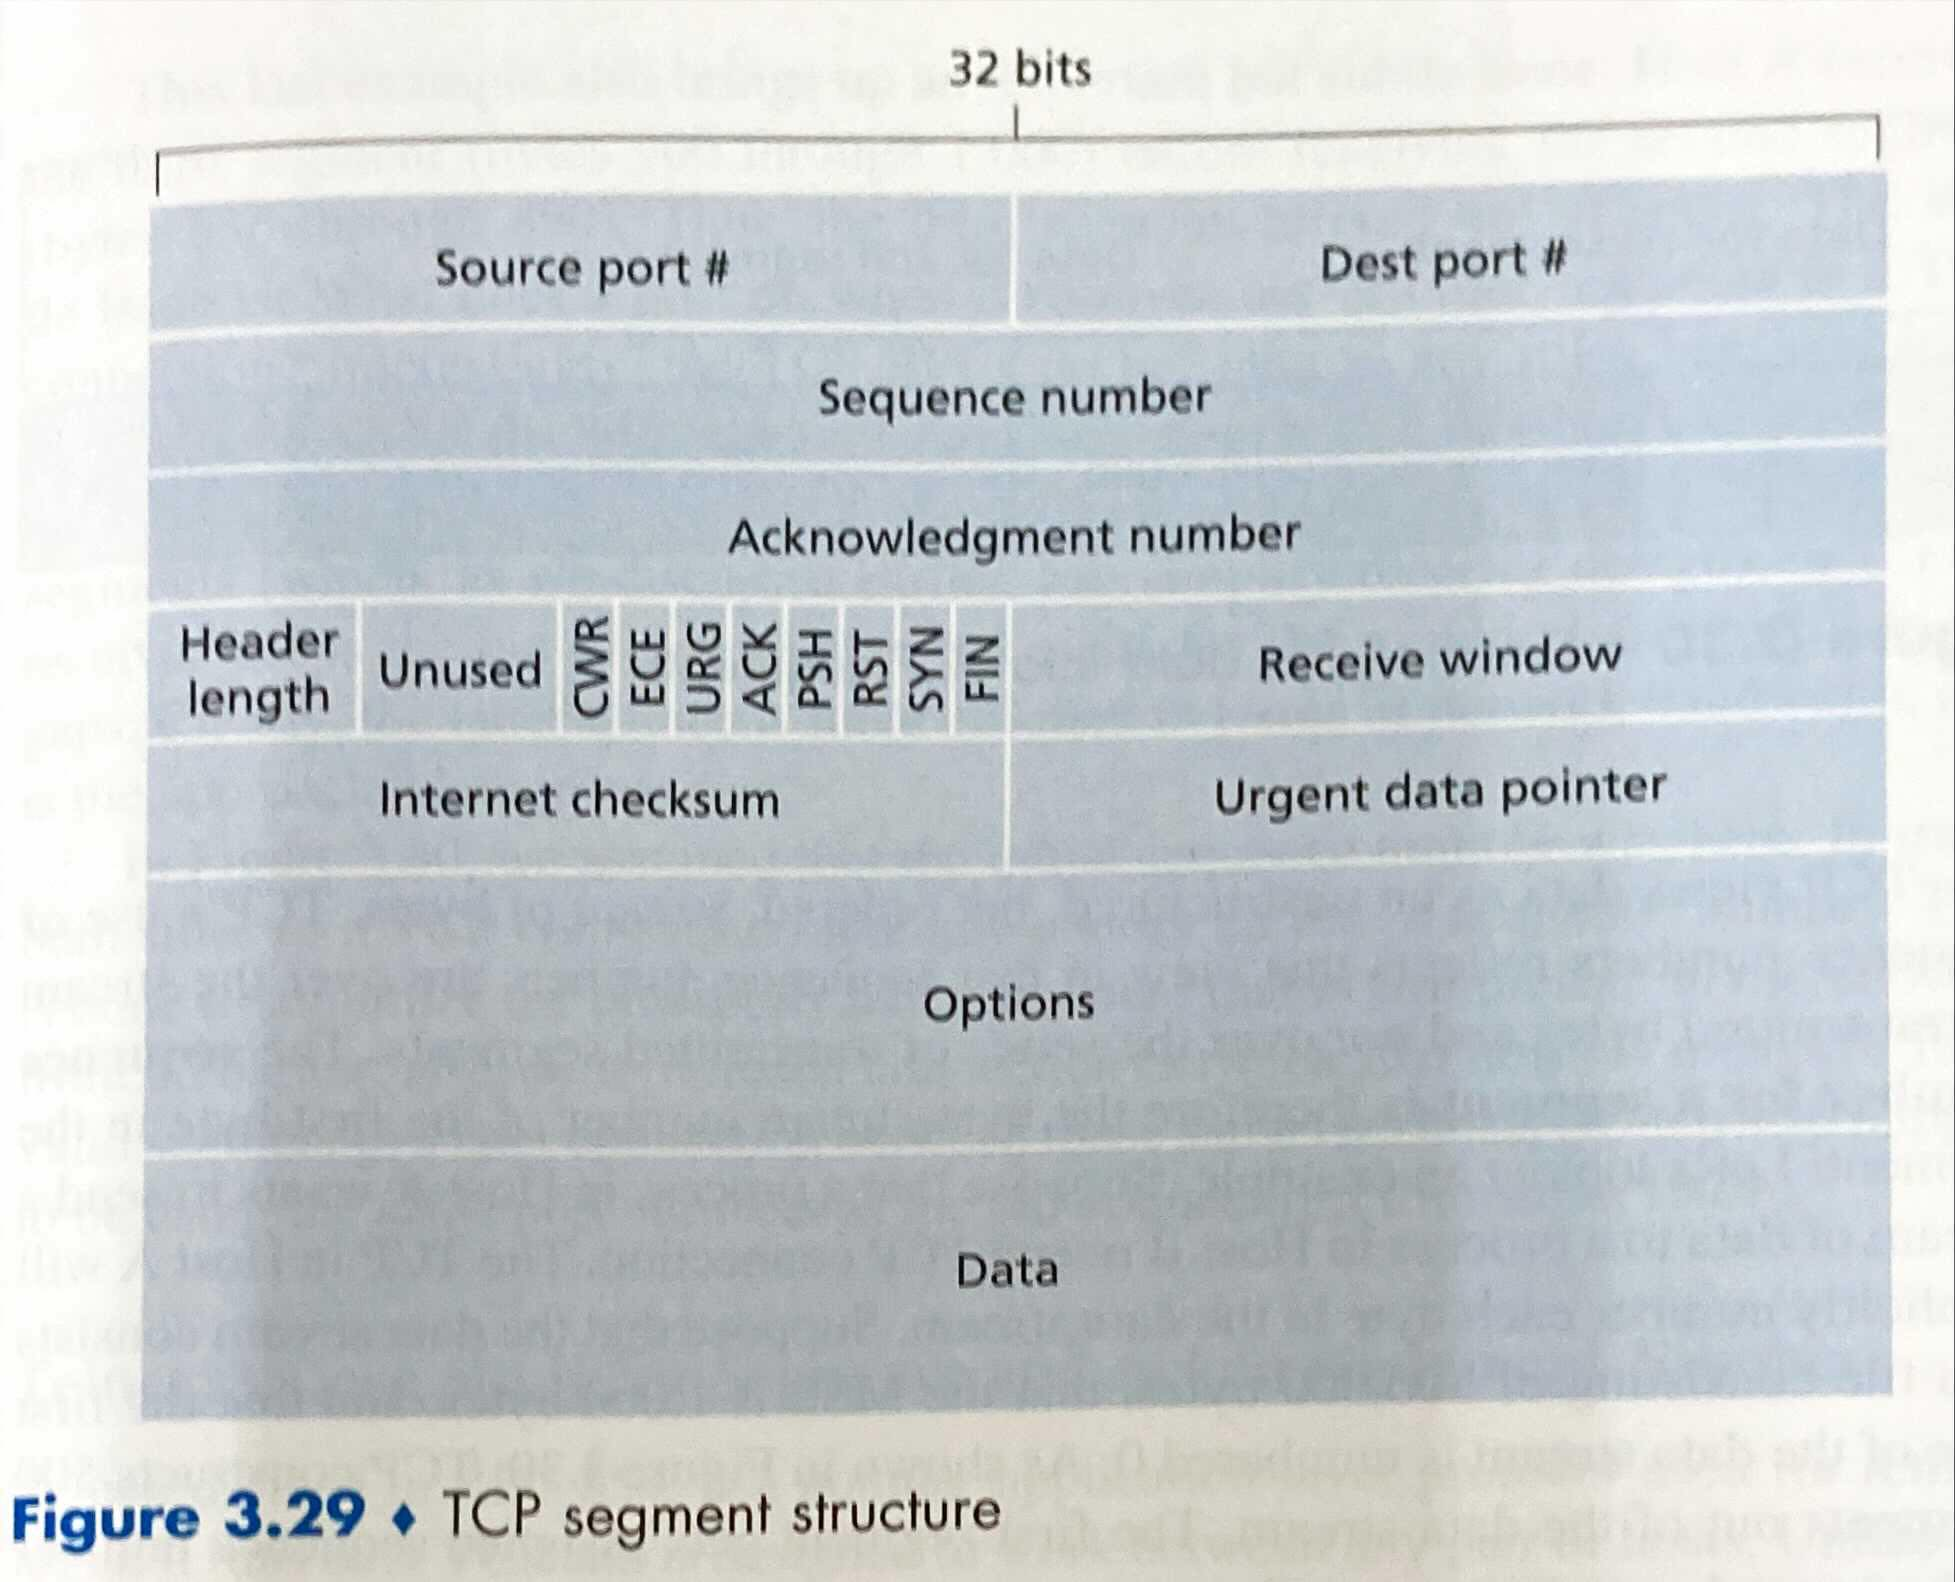 32 bits
Source port # Dest port #
Sequence number
Acknowledgment number
Header length Unused CWR ECE URG ACK PSH RST SYN FIN Receive window
Internet checksum Urgent data pointer
Options
Data
Figure 3.29 ♦ TCP segment structure